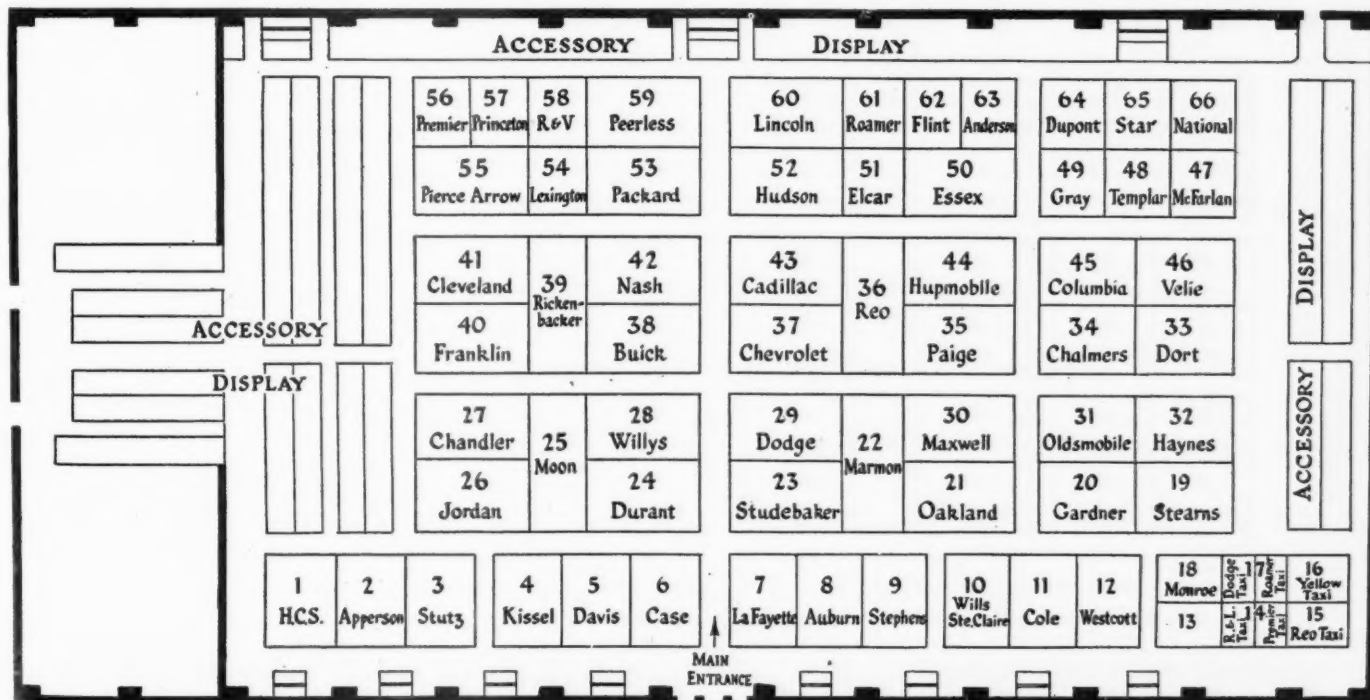 ACCESSORY DISPLAY
56 57 58 59
Premier Princeton R&V Peerless
60 61 62 63
Lincoln Roamer Flint Anderson
64 65 66
Dupont Star National
55 54 53
Pierce Arrow Lexington Packard
52 51 50
Hudson Elcar Essex
49 48 47
Gray Templar McFarlan
41
Cleveland
39
Ricken-
backer
42
Nash
40
Franklin
38
Buick
43
Cadillac
36
Reo
44
Hupmobile
37
Chevrolet
35
Paige
45
Columbia
46
Velie
34
Chalmers
33
Dort
DISPLAY
ACCESSORY
ACCESSORY
DISPLAY
27
Chandler
25
Moon
28
Willys
26
Jordan
24
Durant
29
Dodge
22
Marmon
30
Maxwell
23
Studebaker
21
Oakland
31
Oldsmobile
32
Haynes
20
Gardner
19
Stearns
1
H.C.S.
2
Apperson
3
Stutz
4
Kissel
5
Davis
6
Case
7
La Fayette
8
Auburn
9
Stephens
10
Wills
Ste. Claire
11
Cole
12
Westcott
18
Monroe
17
Dodge
Taxi
Roamer
Taxi
16
Yellow
Taxi
13
14
R.&L.
Taxi
Premier
Taxi
15
Reo Taxi
MAIN
ENTRANCE